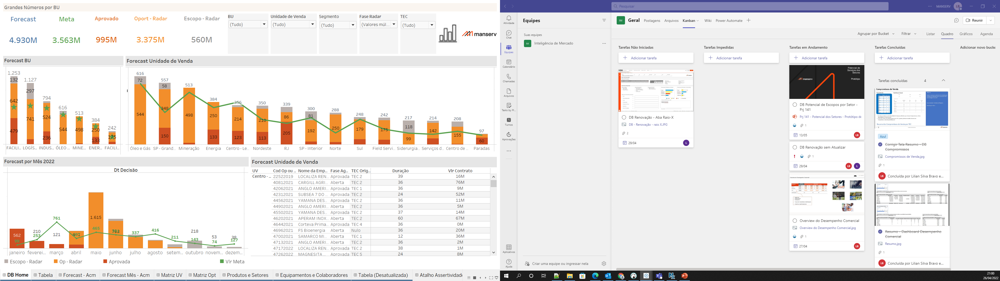 Grandes Números por BU
Forecast Meta Aprovado Oport - Radar Escopo - Radar
4.930M 3.563M 995M 3.375M 560M
BU Unidade de Venda Segmento Fase Radar TEC
(Tudo) (Tudo) (Tudo) (Valores múl... (Tudo)
manserv
Forecast BU
1.253
132
642
479
1.127
297
741
794
524
236
616
544
513
498
384
250
133
242
175
FACILI.. LOGÍS.. INDUS.. ÓLEO .. MINE.. ENER.. FACILI..
Forecast Unidade de Venda
616
72
544
557
58
348
150
513
498
384
250
133
356
214
123
350
210
113
339
86
205
300
81
192
288
250
248
179
242
175
217
118
99
214
142
208
155
97
60
Óleo e Gás SP - Grand.. Mineração Energia Centro - Le.. Nordeste RJ SP - Interior Norte Sul Field Servi.. Siderurgia.. Serviços d.. Centro de .. Paradas
Forecast por Mês 2022
Dt Decisão
562
99
210
253
761
121
1.615
465
337
416
211
218
143
53
74
38
127
janeiro feverei.. março abril maio junho julho agosto setem.. outubro novem.. dezem..
Escopo - Radar Op - Radar Aprovada Vlr Meta
Forecast Unidade de Venda
UV Cod Op ou .. Nome da Emp.. Fase Ag.. TEC Orig.. Duração Vlr Contrato
Centro - .. 22522019 LOCALIZA REN.. Aprovada TEC 2 39 16M
40812021 CARGILL AGRI.. Aberta TEC 2 36 76M
42062021 ANGLO AMERI.. Aprovada TEC 1 36 9M
42312021 SUBSEA 7 DO .. Aprovada TEC 2 24 52M
44562021 YAMANA DES.. Aprovada TEC 2 36 11M
44902021 ANGLO AMERI.. Aberta TEC 2 36 5M
45502021 YAMANA DES.. Aprovada TEC 2 37 14M
46202021 APERAM INOX.. Aberta TEC 2 60 67M
46442021 Corteva Prima.. Aprovada TEC 4 36 0M
46962021 FS Bioenergia Aberta Nulo 36 20M
47002021 SAMARCO MI.. Aberta TEC 1 12 36M
47132021 ANGLO AMERI.. Aberta TEC 2 36 2M
47172022 LOCALIZA REN.. Aprovada TEC 2 38 1M
47262022 MAGNESITA .. Aprovada TEC 5 24 8M
DB Home Tabela Forecast - Acm Forecast Mês - Acm Matriz UV Matriz Opt Produtos e Setores Equipamentos e Colaboradores Tabela (Desatualizada) Atalho Assertividade
Pesquisar
MANSERV LB
Atividade
Chat
Equipes
Calendário
Chamadas
Arquivos
Tasks by Pl...
Turnos
Aprovações
Aplicativos
Ajuda
Equipes
Suas equipes
IM Inteligência de Mercado
Criar uma equipe ou ingressar nela
IM Geral Postagens Arquivos Kanban Wiki Power Automate
Reunir
Agrupar por Bucket Filtrar Listar Quadro Gráficos Agenda
Tarefas Não Iniciadas
Adicionar tarefa
DB Renovação - Aba Raio-X
DB - Renovação - raio X.JPG
2
29/04 L
Tarefas Impedidas
Adicionar tarefa
Tarefas em Andamento
Adicionar tarefa
manserv
Potencial de
Serviços dos
Setores
Protótipo
DB Potencial de Escopos por Setor -
Prj 141
Prj 141 - Potencial dos Setores - Protótipo de
1
13/05 LB
DB Renovação sem Atualizar
1
29/04 LB L
Overview do Desempenho Comercial
Overview do Desempenho Comercial.jpg
1
27/04 LB
Tarefas Concluídas
Adicionar tarefa
Tarefas concluídas 4
Compromissos de Venda
Azul
Corrigir Tela Resumo - DB
Compromissos
Compromissos de Venda.jpg
1
LB Concluída por Lilian Silva Bravo e...
Resumo - Dashboard Desempenho
Comercial
Resumo.jpg
1
LB Concluída por Lilian Silva Bravo e...
Adicionar novo bucke
21:00
26/04/2022